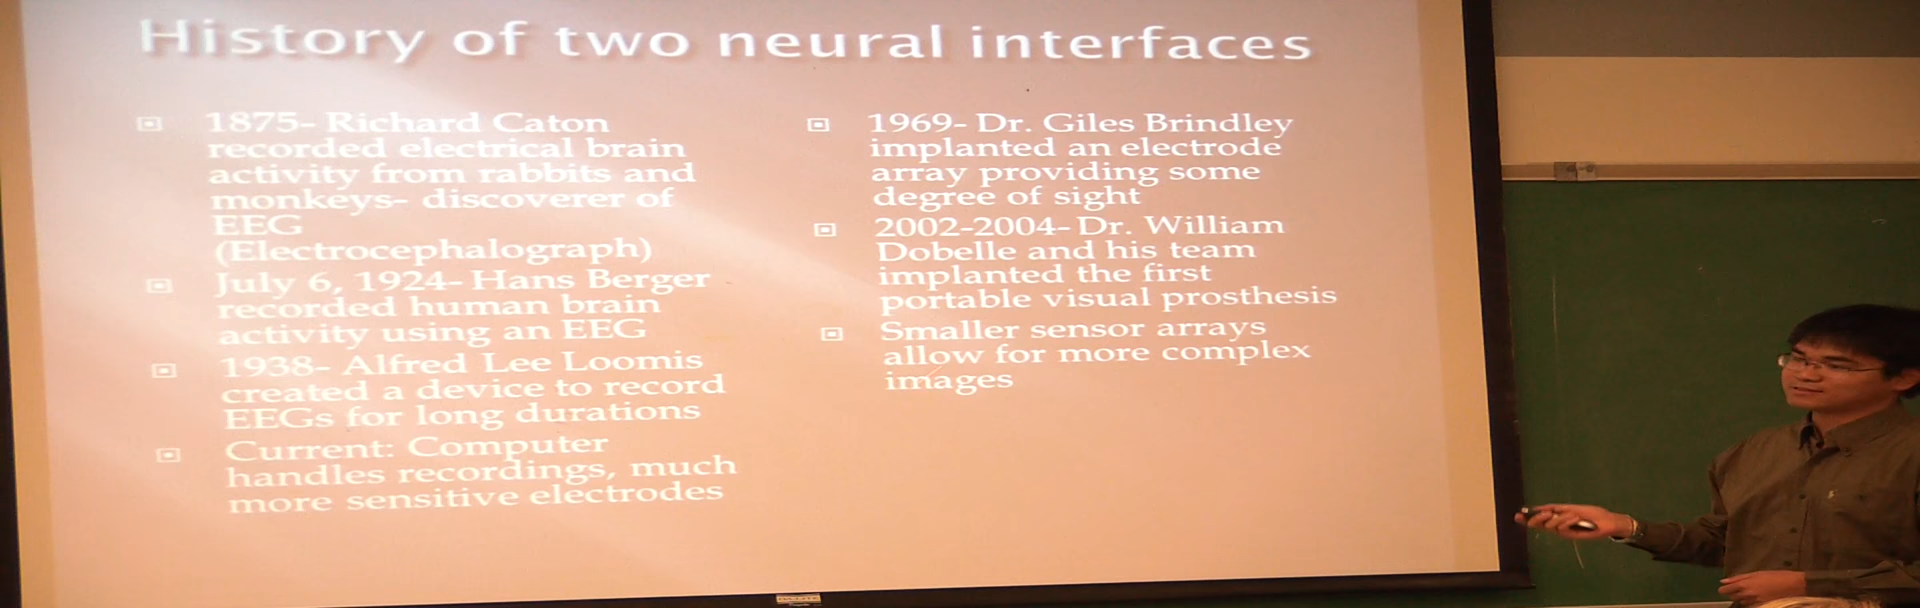 History of two neural interfaces
1875- Richard Caton
recorded electrical brain
activity from rabbits and
monkeys- discoverer of
EEG
(Electrocephalograph)
July 6, 1924- Hans Berger
recorded human brain
activity using an EEG
1938- Alfred Lee Loomis
created a device to record
EEGs for long durations
Current: Computer
handles recordings, much
more sensitive electrodes
1969- Dr. Giles Brindley
implanted an electrode
array providing some
degree of sight
2002-2004- Dr. William
Dobelle and his team
implanted the first
portable visual prosthesis
Smaller sensor arrays
allow for more complex
images